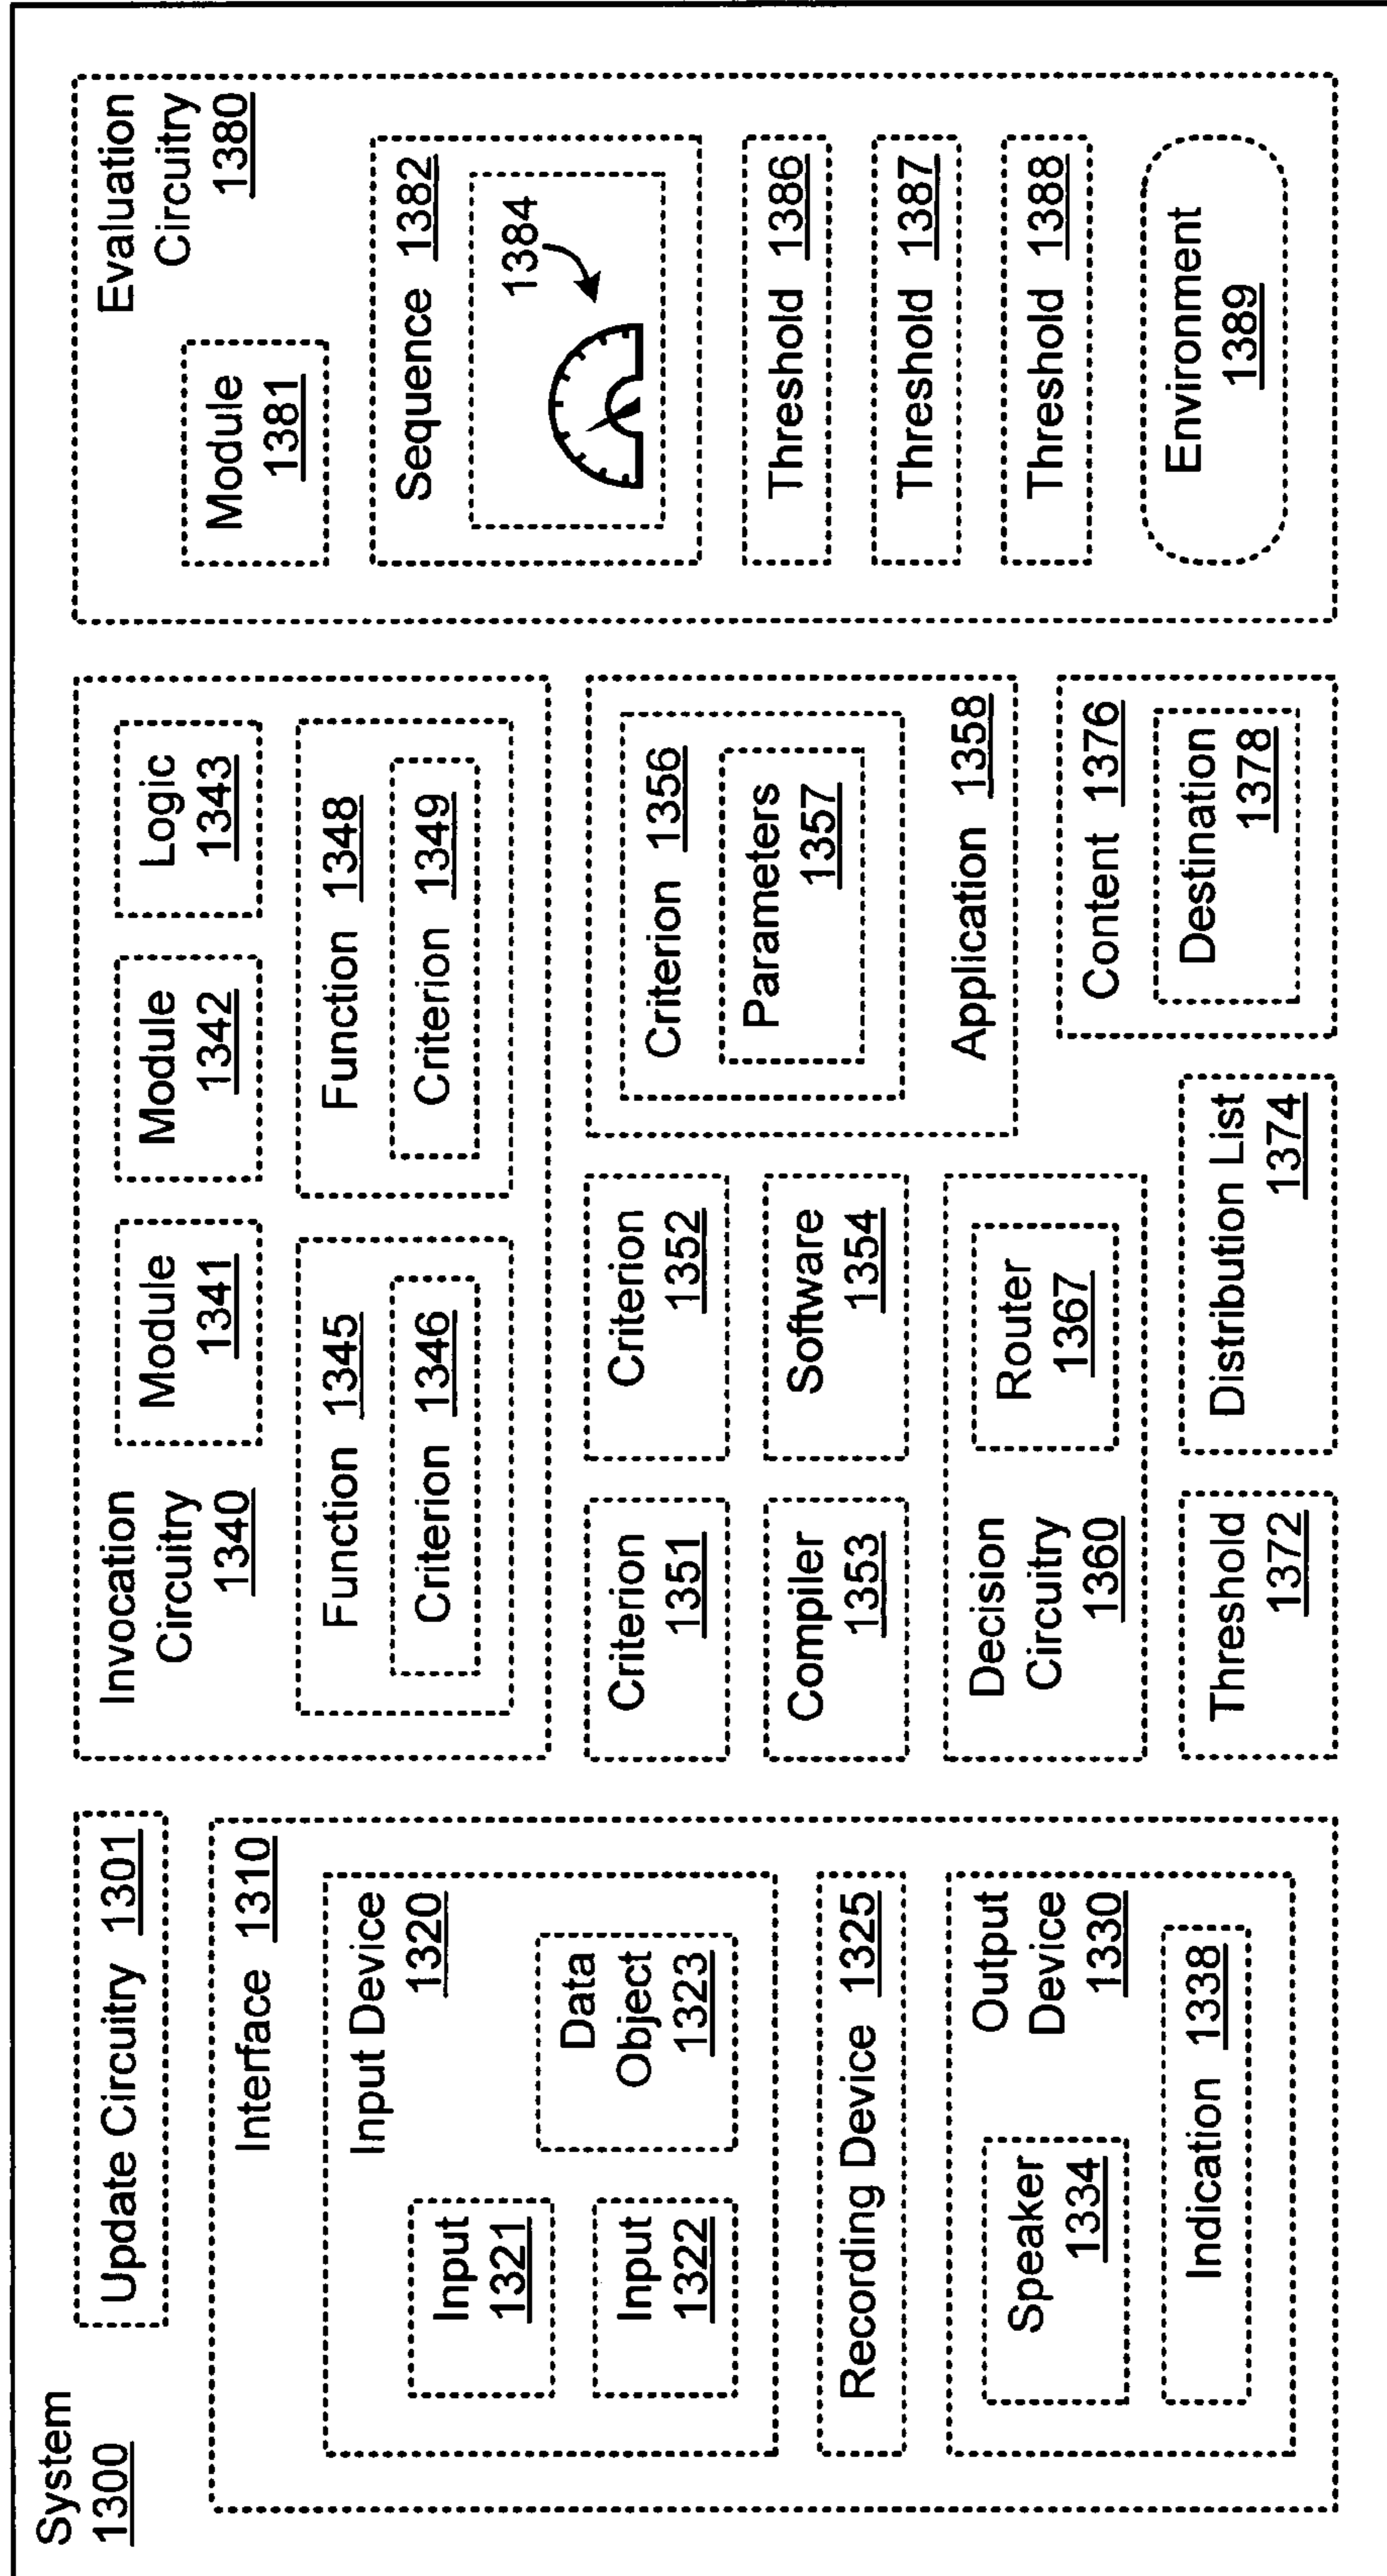 System
1300
Update Circuitry 1301
Interface 1310
Input Device
1320
Input
1321
Input
1322
Data
Object
1323
Recording Device 1325
Output
Device
1330
Speaker
1334
Indication 1338
Invocation
Circuitry
1340
Module
1341
Module
1342
Logic
1343
Function 1345
Criterion 1346
Function 1348
Criterion 1349
Criterion
1351
Criterion
1352
Compiler
1353
Software
1354
Criterion 1356
Parameters
1357
Application 1358
Decision
Circuitry
1360
Router
1367
Threshold
1372
Distribution List
1374
Content 1376
Destination
1378
Evaluation
Circuitry
1380
Module
1381
Sequence 1382
1384
Threshold 1386
Threshold 1387
Threshold 1388
Environment
1389